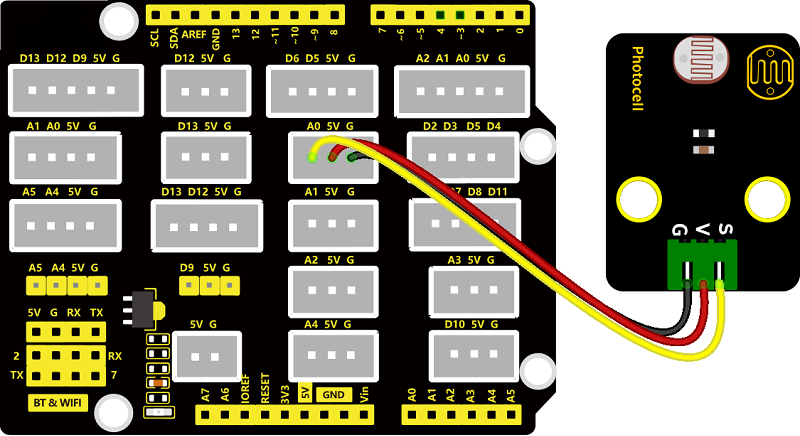 SCL SDA AREF GND 13 12 ~11 ~10 ~9 8 7 ~6 ~5 4 ~3 2 1 0
D13 D12 D9 5V G
D12 5V G
D6 D5 5V G
A2 A1 A0 5V G
A1 A0 5V G
D13 5V G
A0 5V G
D2 D3 D5 D4
A5 A4 5V G
D13 D12 5V G
A1 5V G
D8 D11
A5 A4 5V G
D9 5V G
A2 5V G
A3 5V G
5V G RX TX
2 RX
TX 7
BT & WIFI
5V G
A4 5V G
D10 5V G
A7 A6 IOREF RESET 3V3 5V GND Vin A0 A1 A2 A3 A4 A5
Photocell
G V S